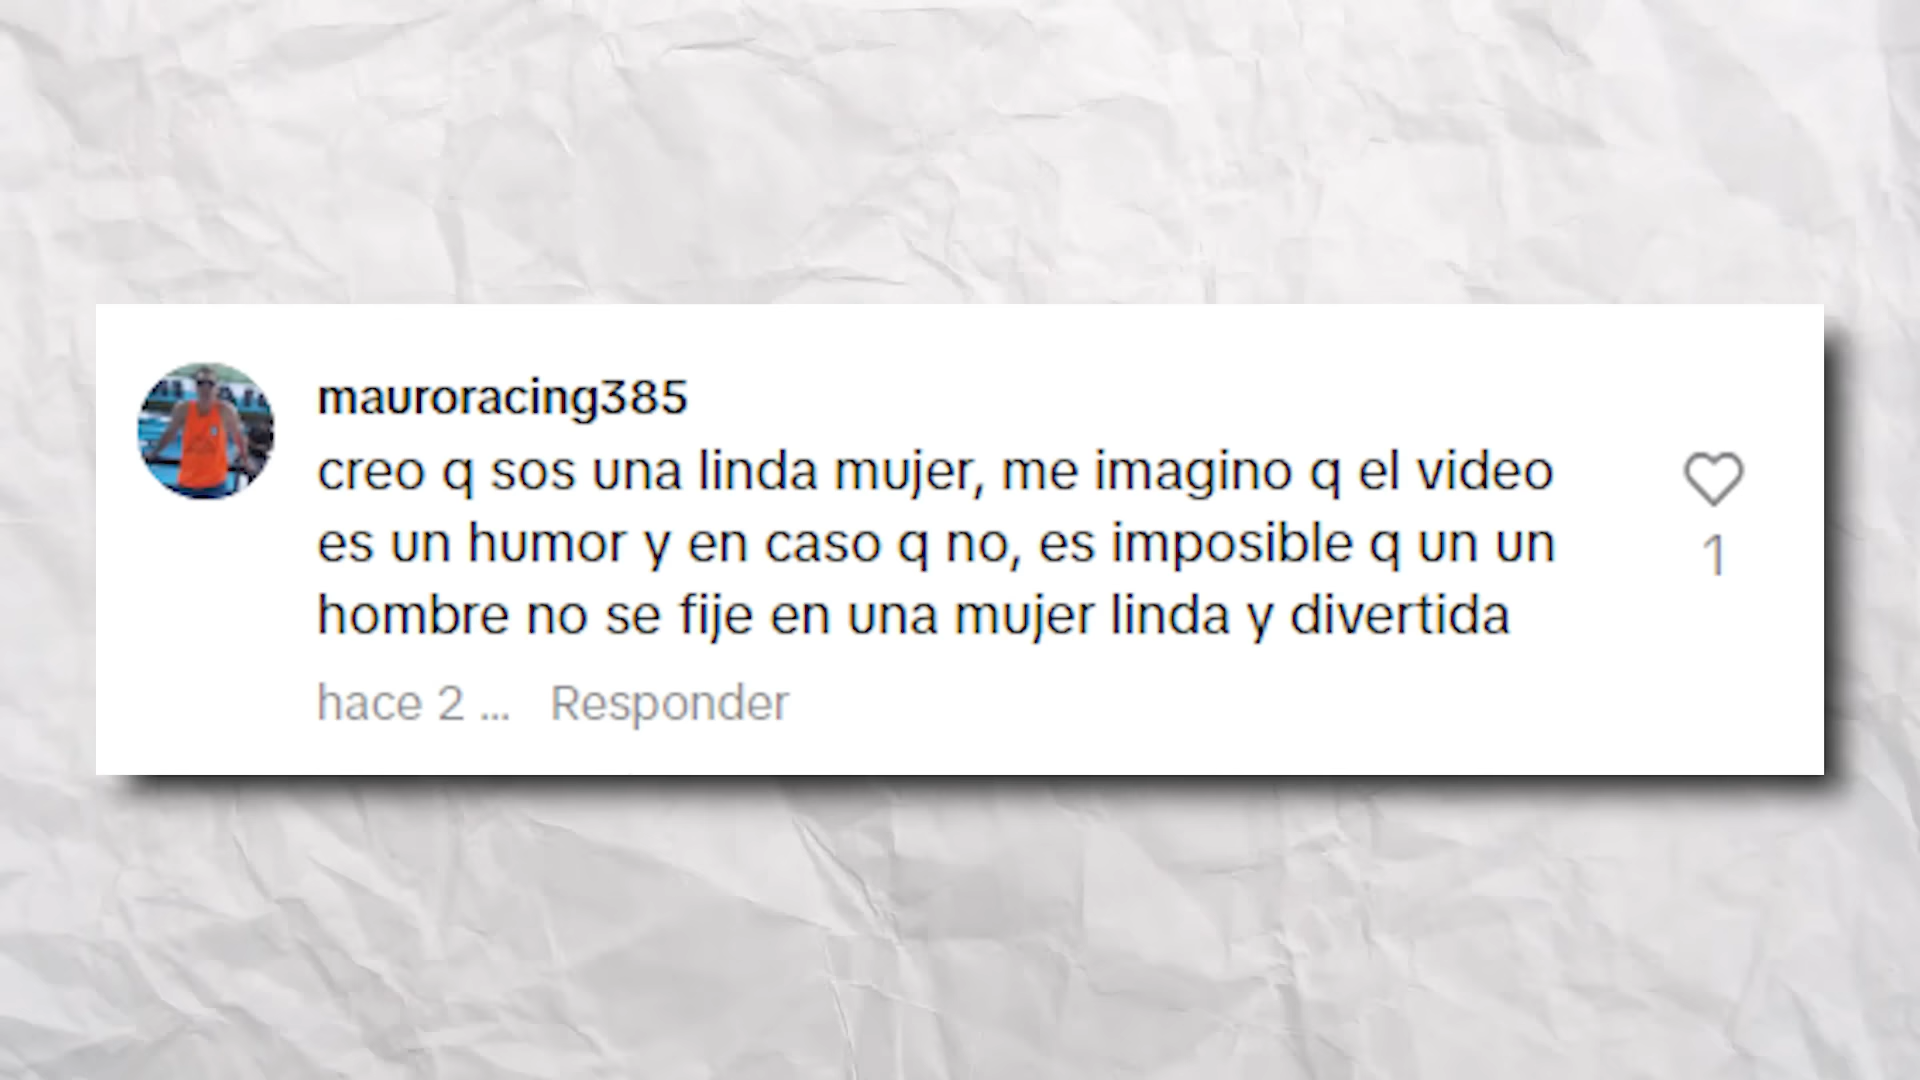 mauroracing385
creo q sos una linda mujer, me imagino q el video
es un humor y en caso q no, es imposible q un un
hombre no se fije en una mujer linda y divertida
1
hace 2 ... Responder